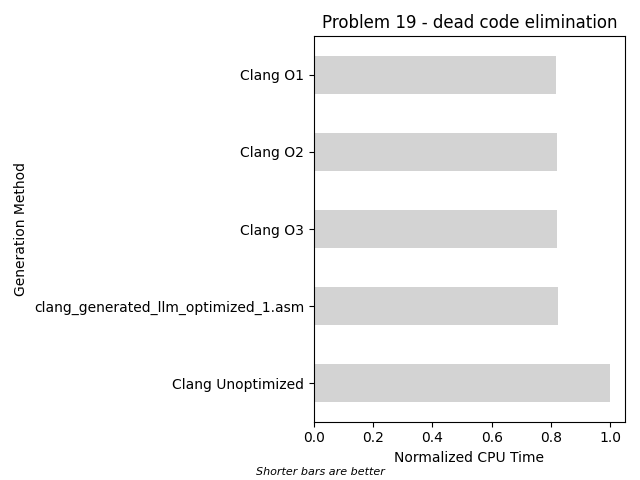 Problem 19 - dead code elimination
Generation Method
Clang O1
Clang O2
Clang O3
clang_generated_llm_optimized_1.asm
Clang Unoptimized
0.0 0.2 0.4 0.6 0.8 1.0
Normalized CPU Time
Shorter bars are better